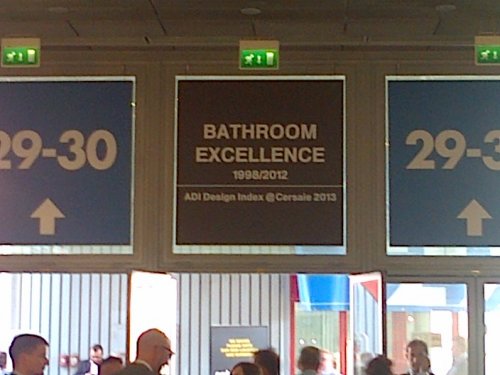 29-30
BATHROOM
EXCELLENCE
1998/2012
ADI Design Index @Cersaie 2013
29-3